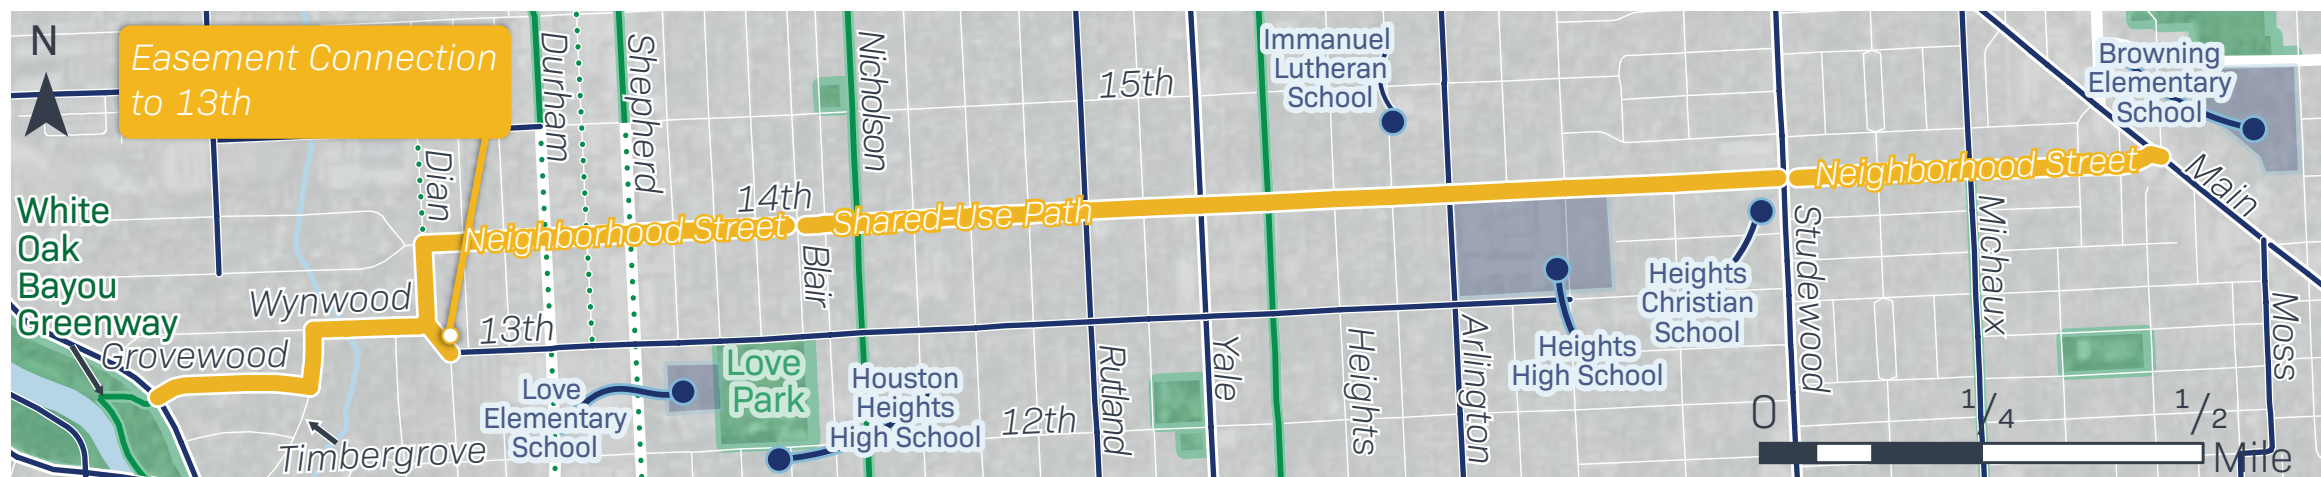 N
Easement Connection
to 13th
Durham
Shepherd
Nicholson
15th
Immanuel
Lutheran
School
Browning
Elementary
School
Dian
14th
Neighborhood Street
Shared-Use Path
Neighborhood Street
Main
White
Oak
Bayou
Greenway
Wynwood
Blair
13th
Grovewood
Timbergrove
Love
Elementary
School
Love
Park
Houston
Heights
High School
12th
Rutland
Yale
Heights
Arlington
Heights
High School
Heights
Christian
School
Studewood
Michaux
Moss
0 1/4 1/2
Mile